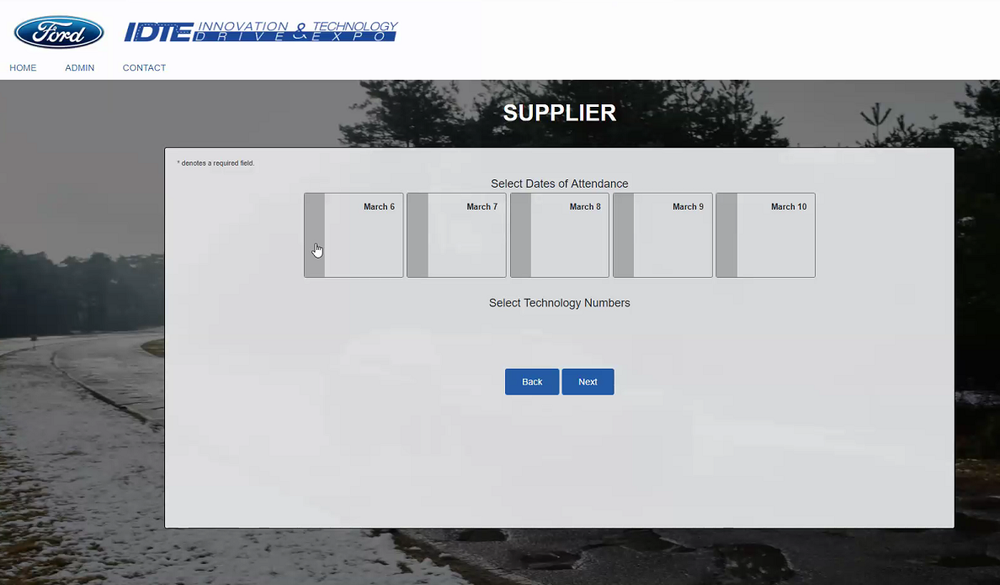 Ford
IDTE INNOVATION & TECHNOLOGY
DRIVE & EXPO
HOME ADMIN CONTACT
SUPPLIER
* denotes a required field.
Select Dates of Attendance
March 6 March 7 March 8 March 9 March 10
Select Technology Numbers
Back Next